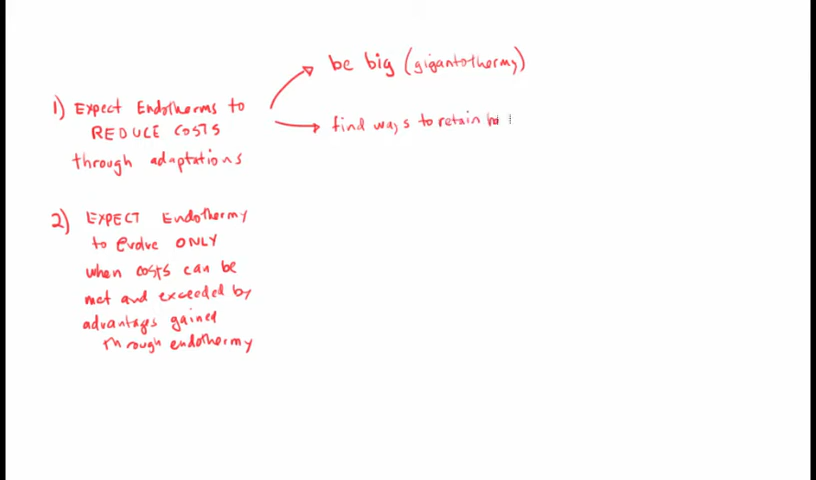 be big (gigantothermy)
1) Expect Endotherms to
REDUCE COSTS
through adaptations
find ways to retain
2) EXPECT Endothermy
to Evolve ONLY
when costs can be
met and exceeded by
advantages gained
through endothermy